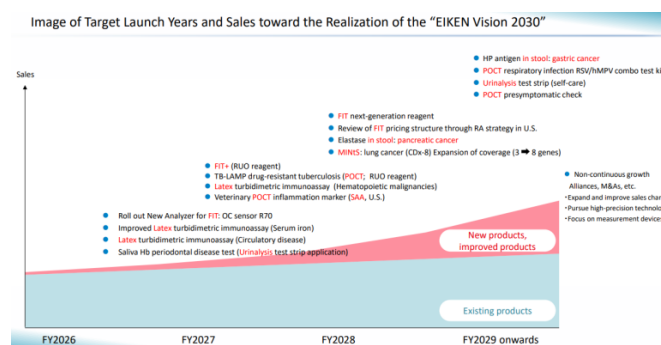 Image of Target Launch Years and Sales toward the Realization of the “EIKEN Vision 2030”
HP antigen in stool: gastric cancer
POCT respiratory infection RSV/hMPV combo test
Urinalysis test strip (self-care)
POCT presymptomatic check
Sales
FIT next-generation reagent
Review of FIT pricing structure through RA strategy in U.S.
Elastase in stool: pancreatic cancer
MINtS: lung cancer (CDx-8) Expansion of coverage (3 ➡ 8 genes)
FIT+ (RUO reagent)
TB-LAMP drug-resistant tuberculosis (POCT; RUO reagent)
Latex turbidimetric immunoassay (Hematopoietic malignancies)
Veterinary POCT inflammation marker (SAA, U.S.)
Non-continuous growth
Alliances, M&As, etc.
・Expand and improve sales
・Pursue high-precision
・Focus on measurement devices
Roll out New Analyzer for FIT: OC sensor R70
Improved Latex turbidimetric immunoassay (Serum iron)
Latex turbidimetric immunoassay (Circulatory disease)
Saliva Hb periodontal disease test (Urinalysis test strip application)
New products,
improved products
Existing products
FY2026
FY2027
FY2028
FY2029 onwards